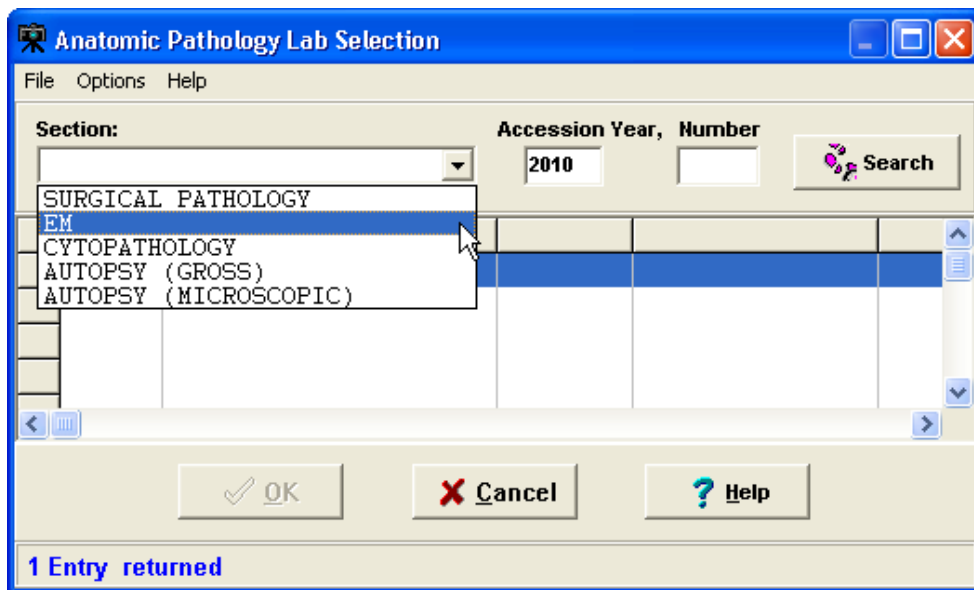 Anatomic Pathology Lab Selection
File Options Help
Section: Accession Year, Number
2010 Search
SURGICAL PATHOLOGY
EM
CYTOPATHOLOGY
AUTOPSY (GROSS)
AUTOPSY (MICROSCOPIC)
OK Cancel Help
1 Entry returned